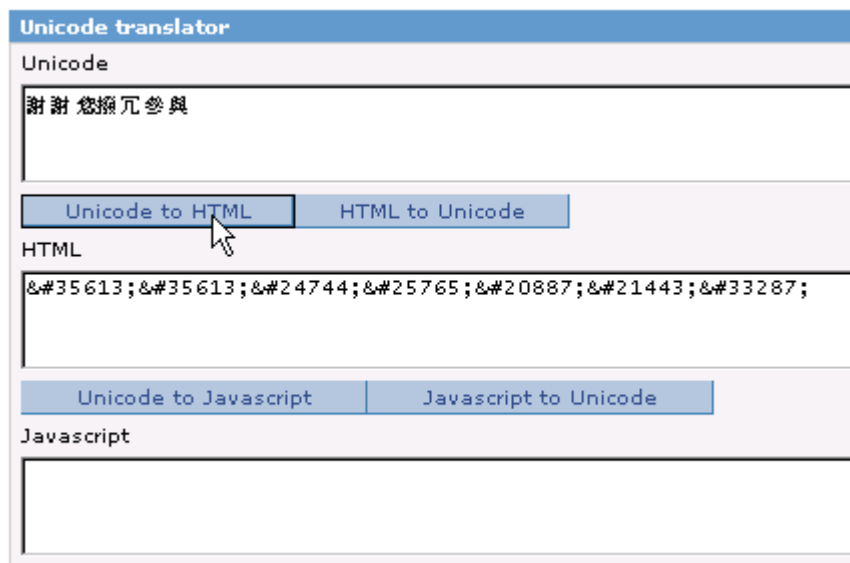 Unicode translator
Unicode
謝謝您撥冗參與
Unicode to HTML
HTML to Unicode
HTML
&#35613;&#35613;&#24744;&#25765;&#20887;&#21443;&#33287;
Unicode to Javascript
Javascript to Unicode
Javascript